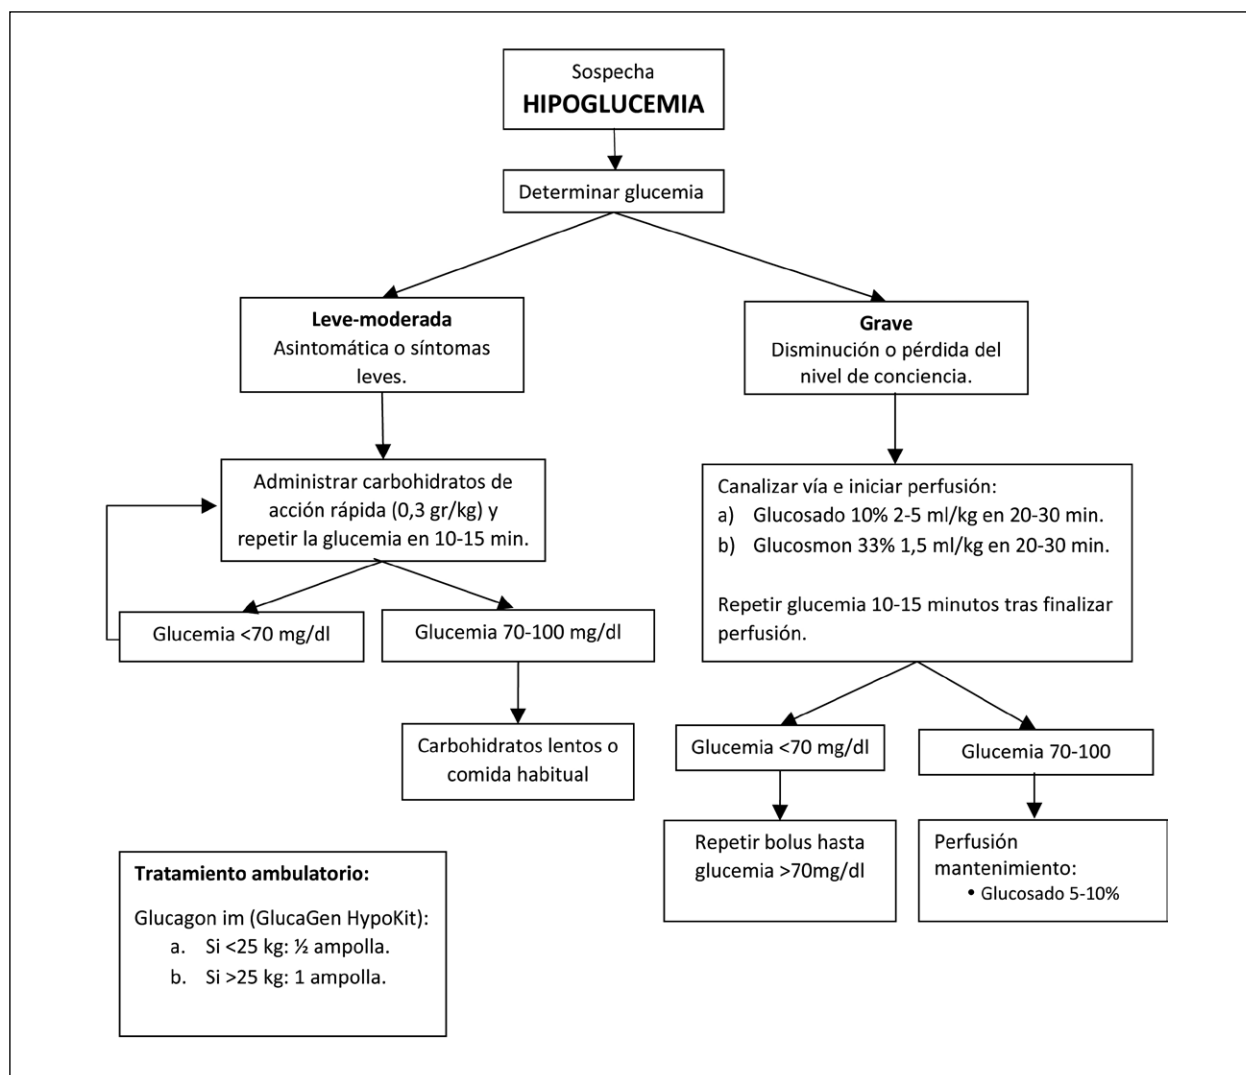 Sospecha
HIPOGLUCEMIA
Determinar glucemia
Leve-moderada
Asintomática o síntomas
leves.
Grave
Disminución o pérdida del
nivel de conciencia.
Administrar carbohidratos de
acción rápida (0,3 gr/kg) y
repetir la glucemia en 10-15 min.
Canalizar vía e iniciar perfusión:
a) Glucosado 10% 2-5 ml/kg en 20-30 min.
b) Glucosmon 33% 1,5 ml/kg en 20-30 min.
Repetir glucemia 10-15 minutos tras finalizar
perfusión.
Glucemia <70 mg/dl
Glucemia 70-100 mg/dl
Carbohidratos lentos o
comida habitual
Glucemia <70 mg/dl
Glucemia 70-100
Repetir bolus hasta
glucemia >70mg/dl
Perfusión
mantenimiento:
• Glucosado 5-10%
Tratamiento ambulatorio:
Glucagon im (GlucaGen HypoKit):
a. Si <25 kg: ½ ampolla.
b. Si >25 kg: 1 ampolla.